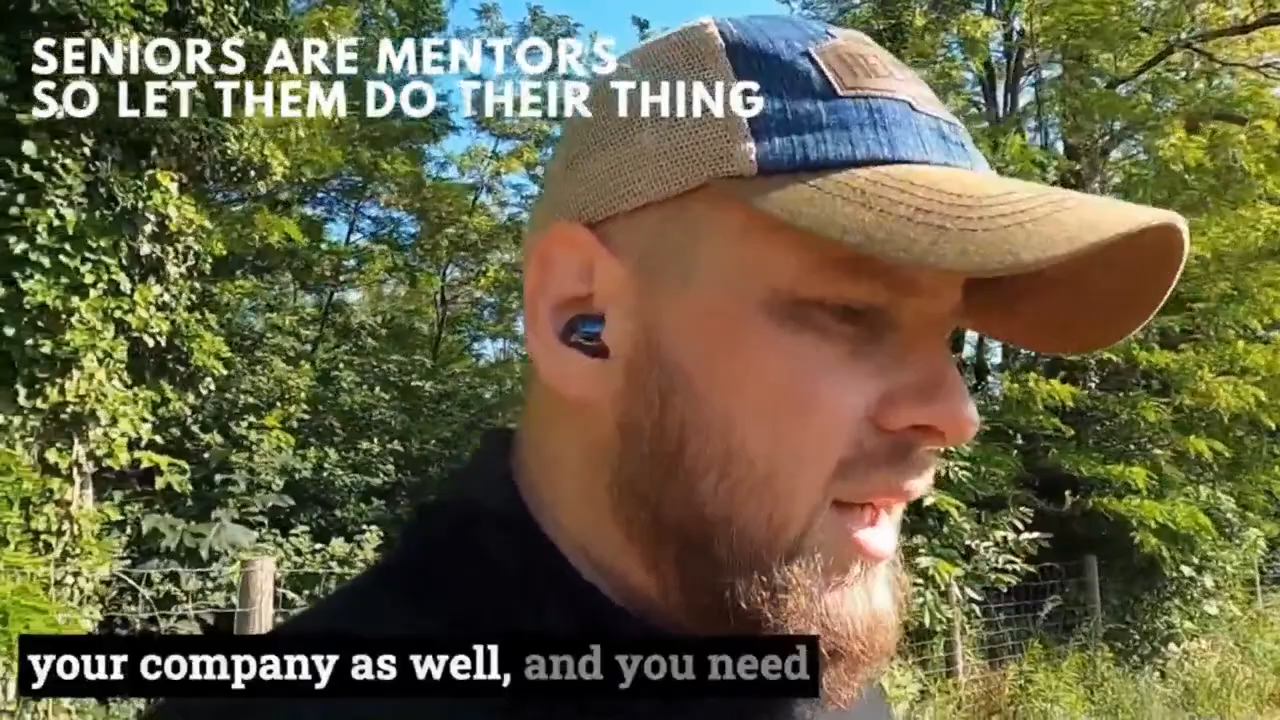 SENIORS ARE MENTORS
SO LET THEM DO THEIR THING
your company as well, and you need